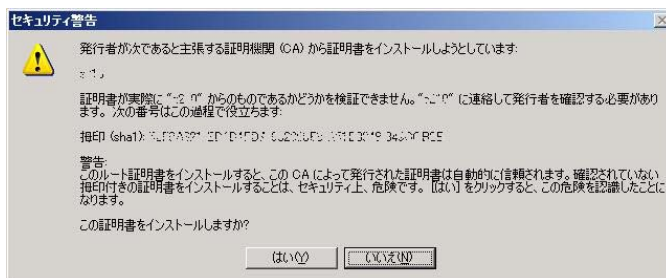 セキュリティ警告
発行者が次であると主張する証明機関 (CA) から証明書をインストールしようとしています:
証明書が実際に からのものであるかどうかを検証できません。 に連絡して発行者を確認する必要があり
ます。次の番号はこの過程で役立ちます:
拇印 (sha1):
警告:
このルート証明書をインストールすると、この CA によって発行された証明書は自動的に信頼されます。確認されていない
拇印付きの証明書をインストールすることは、セキュリティ上、危険です。 [はい] をクリックすると、この危険を認識したことに
なります。
この証明書をインストールしますか?
はい(Y)
いいえ(N)